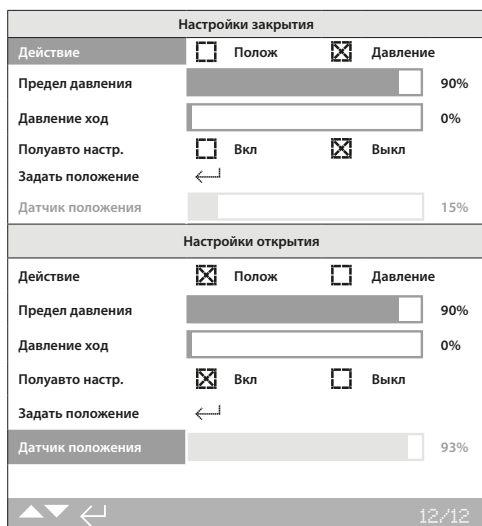 Настройки закрытия
Действие Полож Давление
Предел давления 90%
Давление ход 0%
Полуавто настр. Вкл Выкл
Задать положение
Датчик положения 15%
Настройки открытия
Действие Полож Давление
Предел давления 90%
Давление ход 0%
Полуавто настр. Вкл Выкл
Задать положение
Датчик положения 93%
12/12